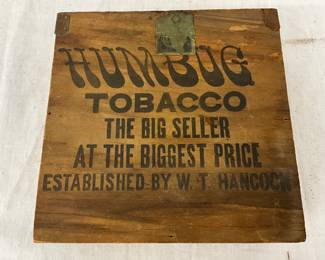 HUMBUG
TOBACCO
THE BIG SELLER
AT THE BIGGEST PRICE
ESTABLISHED BY W. T. HANCOCK